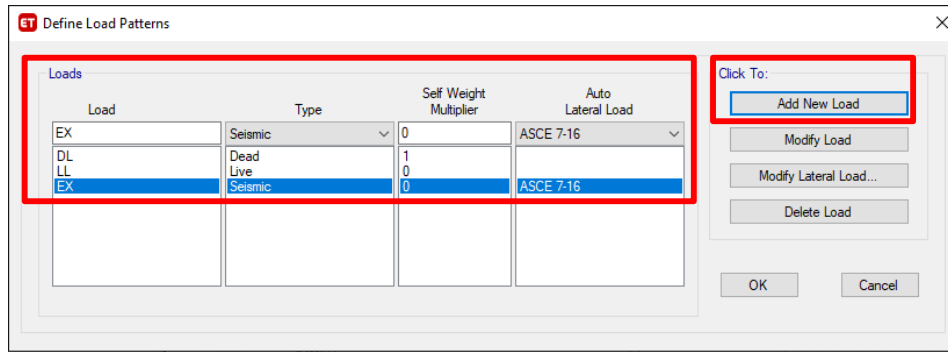 ET Define Load Patterns
Loads
Click To:
Load Type Self Weight Multiplier Auto Lateral Load
EX Seismic 0 ASCE 7-16
DL Dead 1
LL Live 0
EX Seismic 0 ASCE 7-16
Add New Load
Modify Load
Modify Lateral Load...
Delete Load
OK Cancel